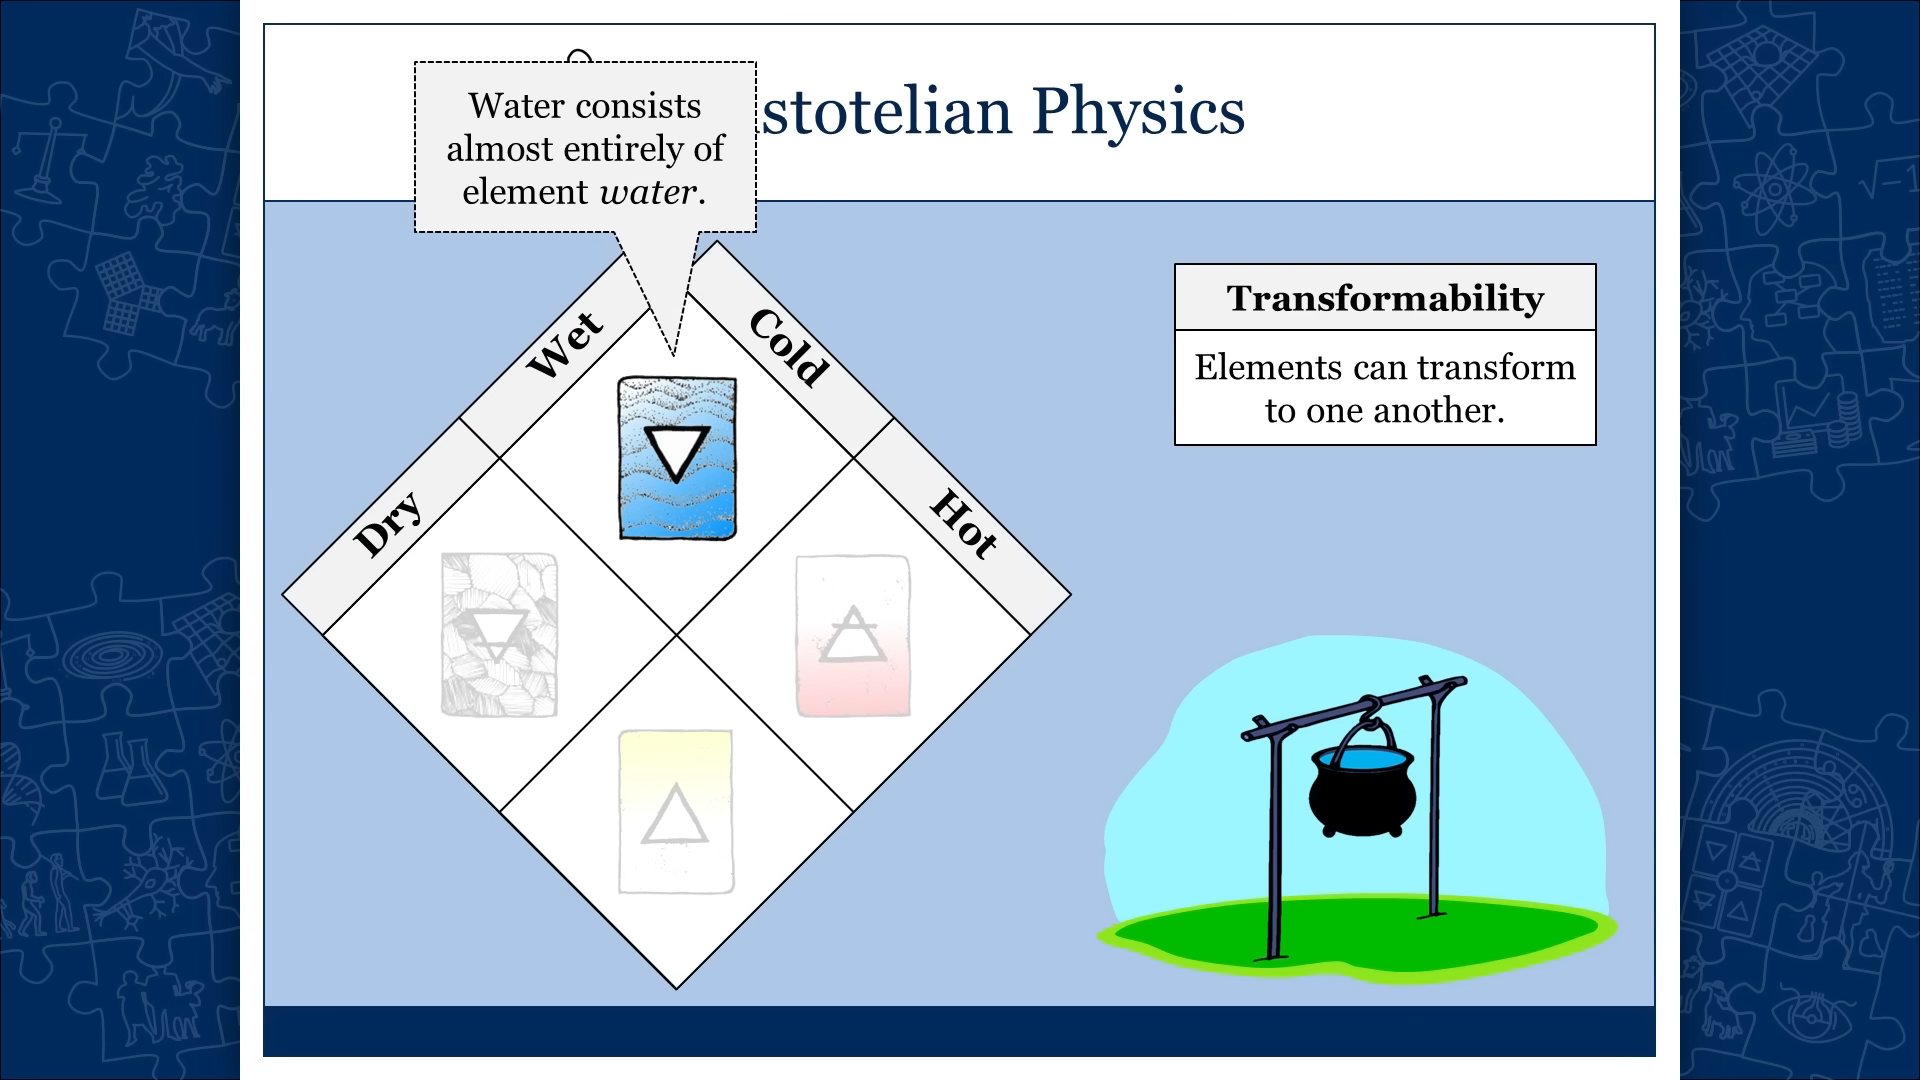 Water consists
almost entirely of
element water.
stotelian Physics
Wet
Cold
Dry
Hot
Transformability
Elements can transform
to one another.
√-1